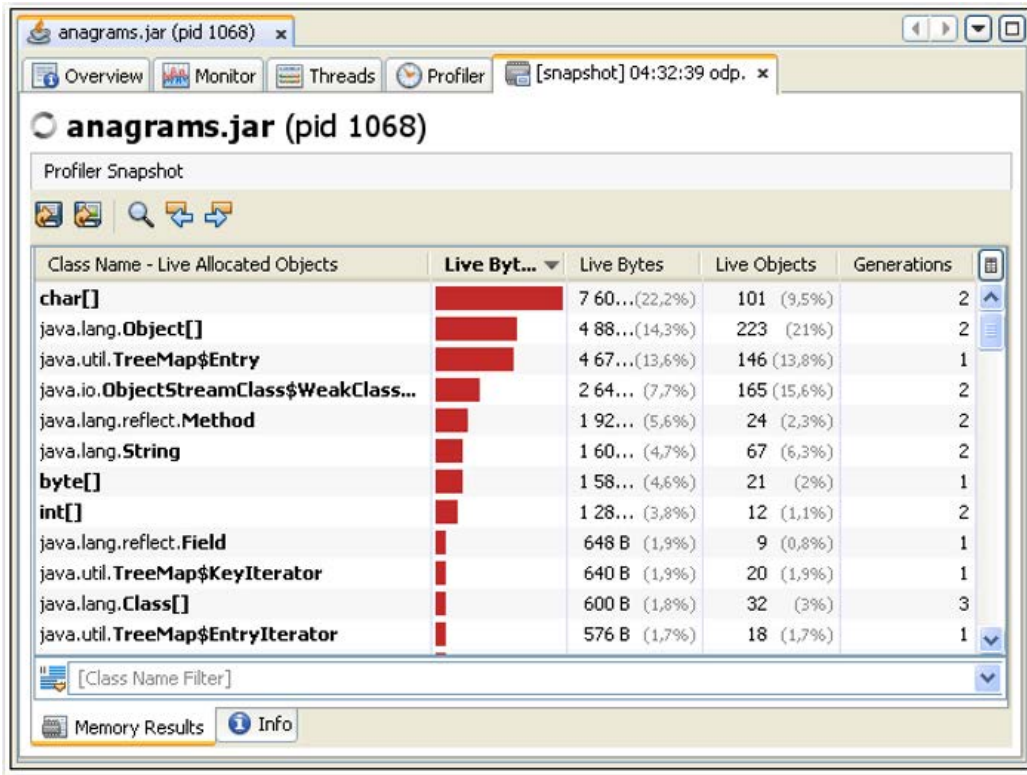 anagrams.jar (pid 1068)
Overview Monitor Threads Profiler [snapshot] 04:32:39 odp.
anagrams.jar (pid 1068)
Profiler Snapshot
Class Name - Live Allocated Objects Live Byt... Live Bytes Live Objects Generations
char[] 7 60...(22,2%) 101 (9,5%) 2
java.lang.Object[] 4 88...(14,3%) 223 (21%) 2
java.util.TreeMap$Entry 4 67...(13,6%) 146 (13,8%) 1
java.io.ObjectStreamClass$WeakClass... 2 64... (7,7%) 165 (15,6%) 2
java.lang.reflect.Method 1 92... (5,6%) 24 (2,3%) 2
java.lang.String 1 60... (4,7%) 67 (6,3%) 2
byte[] 1 58... (4,6%) 21 (2%) 1
int[] 1 28... (3,8%) 12 (1,1%) 2
java.lang.reflect.Field 648 B (1,9%) 9 (0,8%) 1
java.util.TreeMap$KeyIterator 640 B (1,9%) 20 (1,9%) 1
java.lang.Class[] 600 B (1,8%) 32 (3%) 3
java.util.TreeMap$EntryIterator 576 B (1,7%) 18 (1,7%) 1
[Class Name Filter]
Memory Results Info